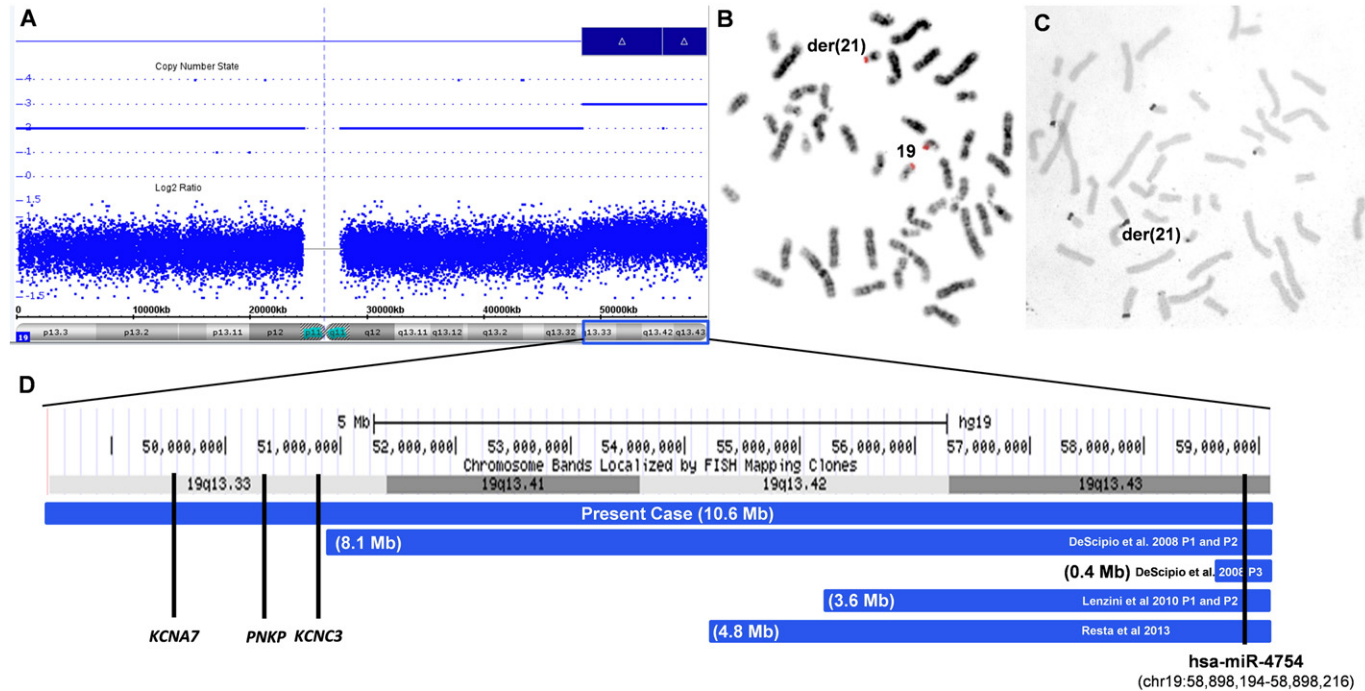 A
Copy Number State
4
3
2
1
0
Log2 Ratio
1.5
-1.5
0 10000kb 20000kb 30000kb 40000kb 50000kb
19 p13.3 p13.2 p13.11 p12 p11 q11 q12 q13.11 q13.12 q13.2 q13.32 q13.33 q13.42 q13.43
B
der(21)
19
C
der(21)
D
5 Mb hg19
50,000,000 51,000,000 52,000,000 53,000,000 54,000,000 55,000,000 56,000,000 57,000,000 58,000,000 59,000,000
Chromosome Bands Localized by FISH Mapping Clones
19q13.33 19q13.41 19q13.42 19q13.43
Present Case (10.6 Mb)
(8.1 Mb) DeScipio et al. 2008 P1 and P2
(0.4 Mb) DeScipio et al. 2008 P3
(3.6 Mb) Lenzini et al 2010 P1 and P2
(4.8 Mb) Resta et al 2013
KCNA7 PNKP KCNC3
hsa-miR-4754
(chr19:58,898,194-58,898,216)